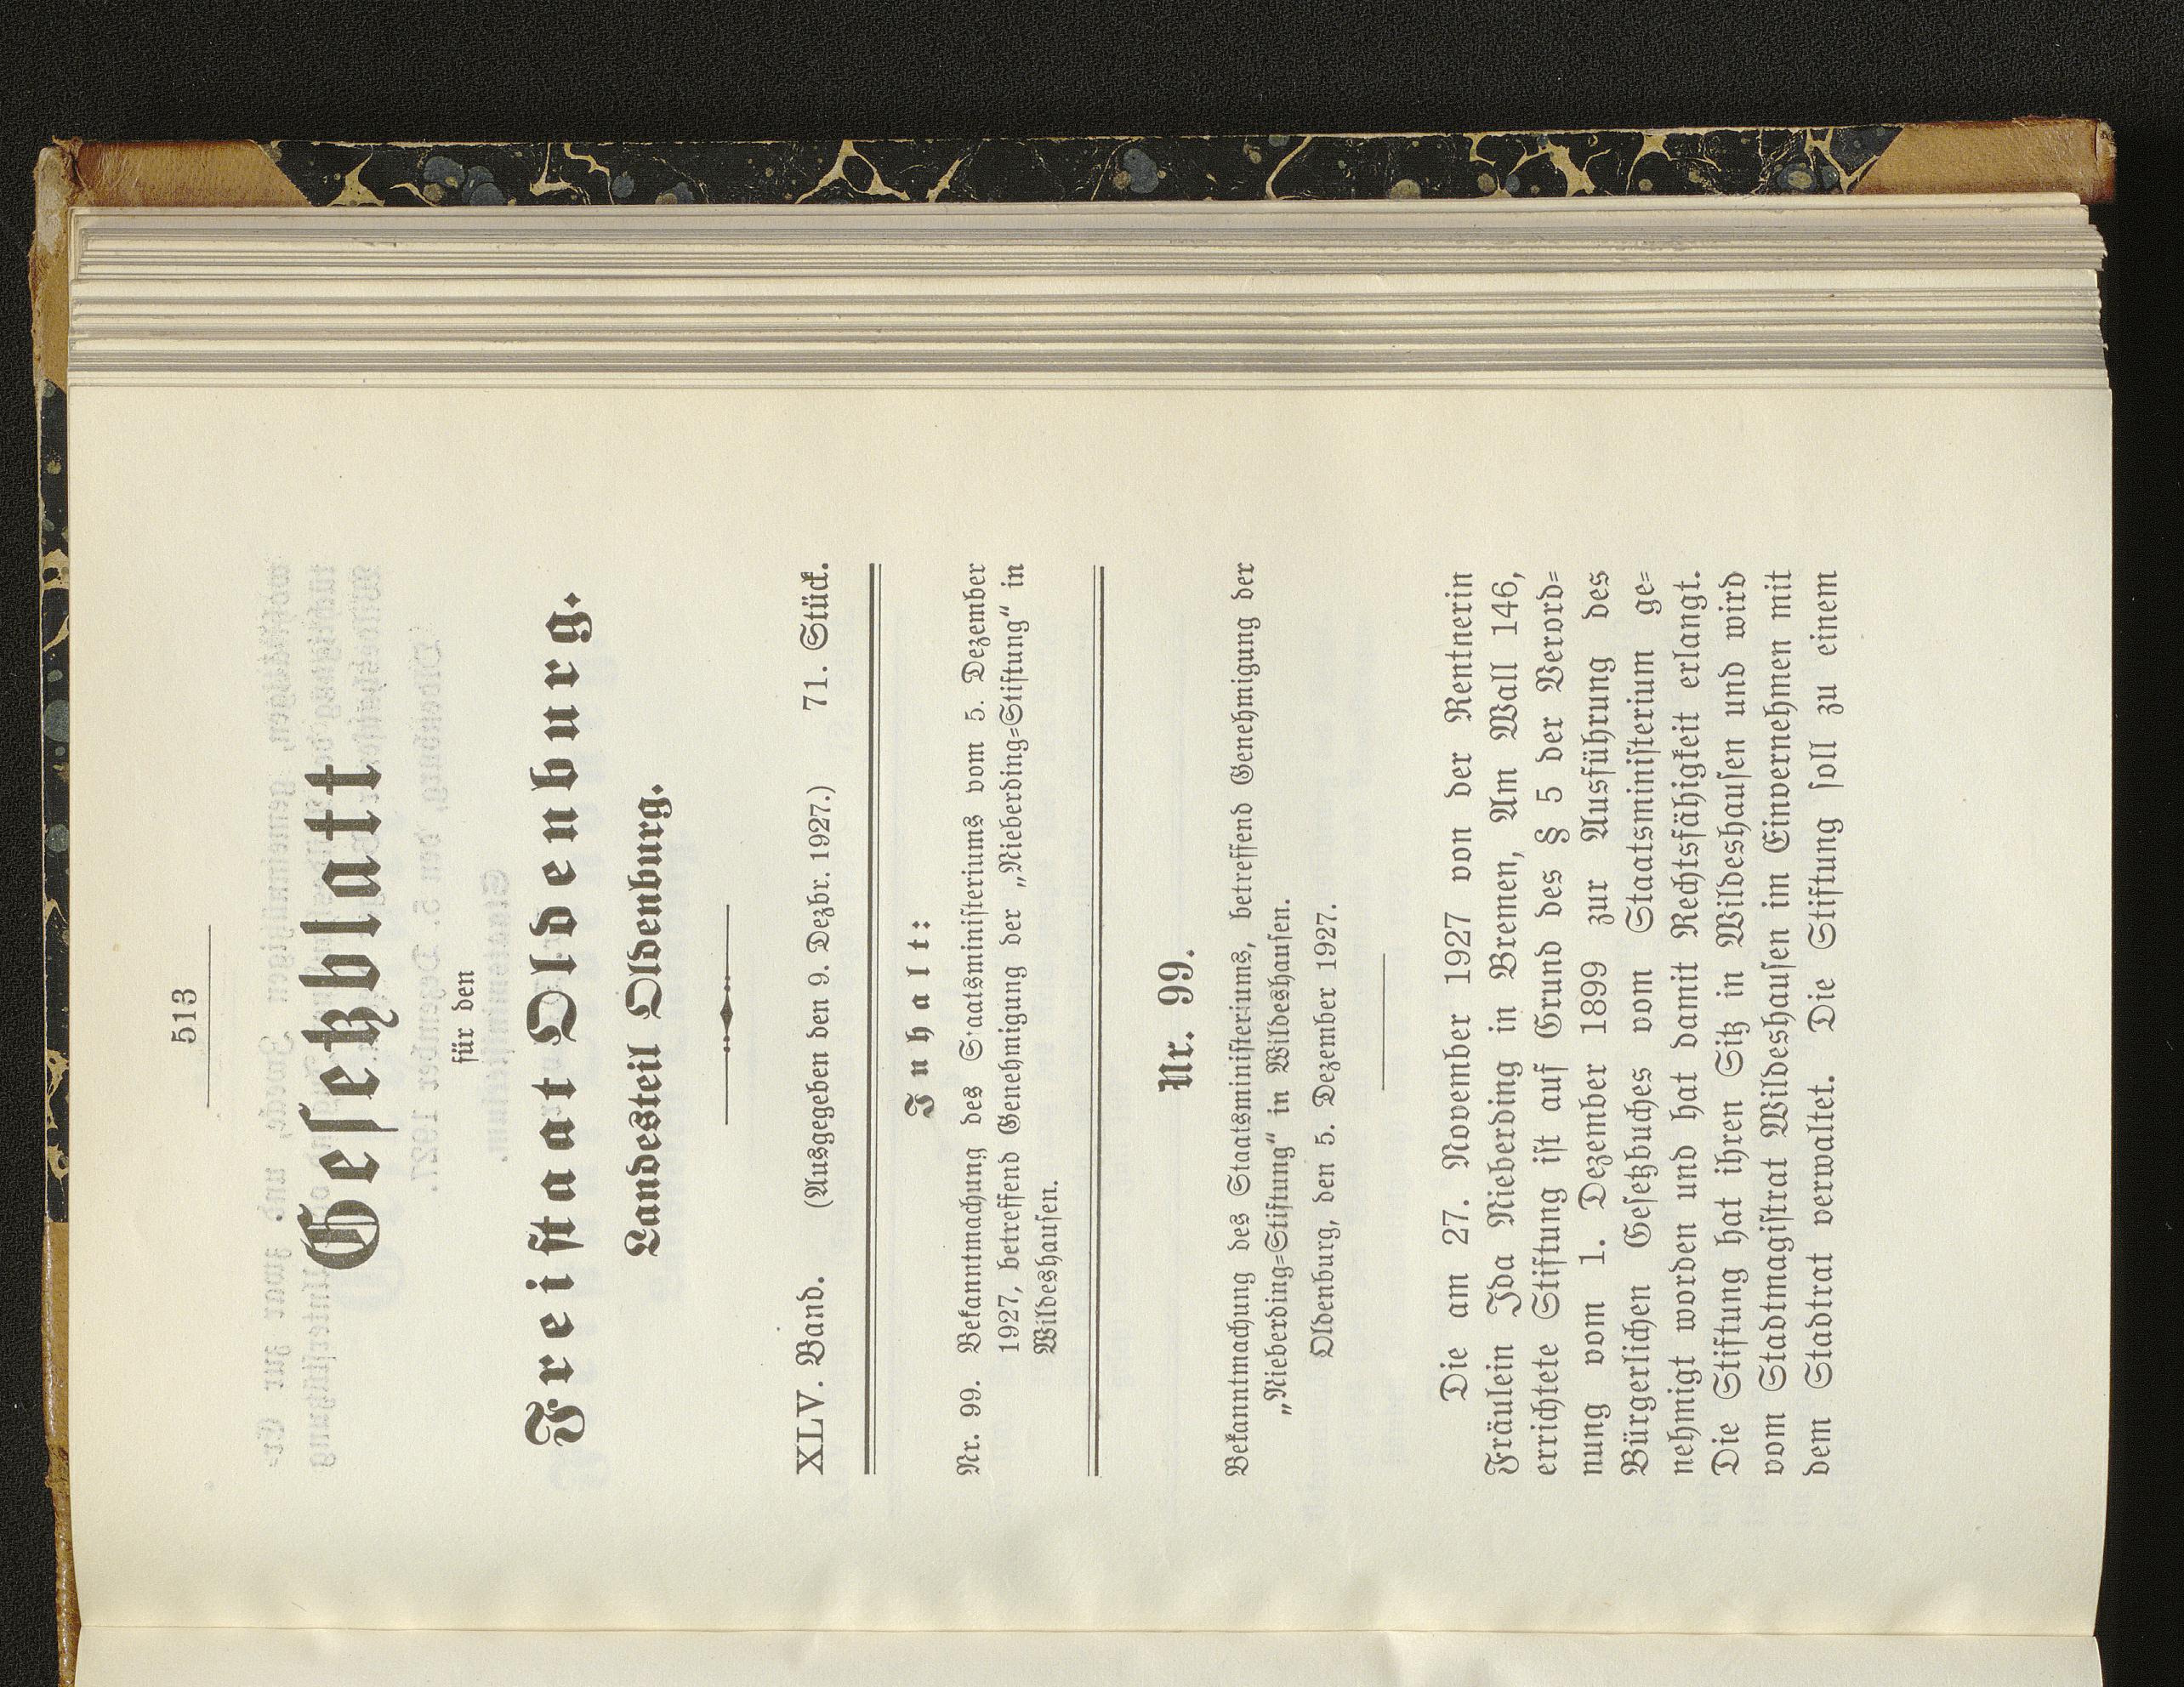 513
Gesetzblatt
für den
Freistaat Oldenburg.
Landesteil Oldenburg.
XLV. Band. (Ausgegeben den 9. Dezbr. 1927.) 71. Stück.
Inhalt:
Nr. 99. Bekanntmachung des Staatsministeriums vom 5. Dezember
1927, betreffend Genehmigung der „Nieberding=Stiftung“ in
Wildeshausen.
Nr. 99.
Bekanntmachung des Staatsministeriums, betreffend Genehmigung der
„Nieberding=Stiftung“ in Wildeshausen.
Oldenburg, den 5. Dezember 1927.
Die am 27. November 1927 von der Rentnerin
Fräulein Ida Nieberding in Bremen, Am Wall 146,
errichtete Stiftung ist auf Grund des § 5 der Verord=
nung vom 1. Dezember 1899 zur Ausführung des
Bürgerlichen Gesetzbuches vom Staatsministerium ge=
nehmigt worden und hat damit Rechtsfähigkeit erlangt.
Die Stiftung hat ihren Sitz in Wildeshausen und wird
vom Stadtmagistrat Wildeshausen im Einvernehmen mit
dem Stadtrat verwaltet. Die Stiftung soll zu einem